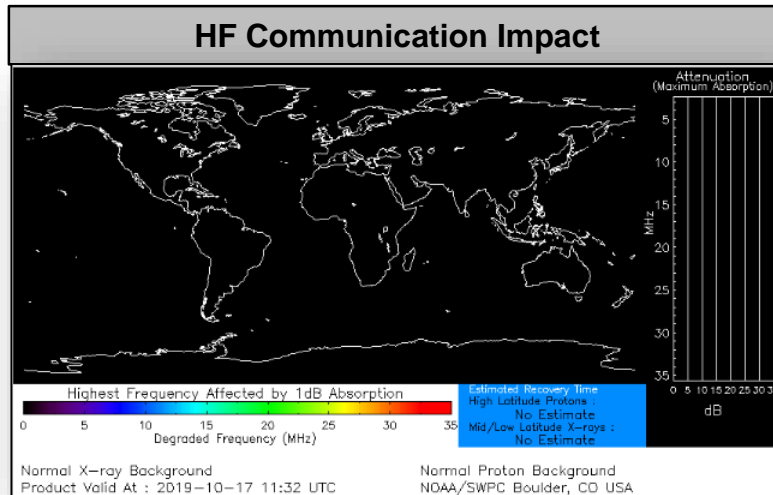 HF Communication Impact
Attenuation
(Maximum Absorption)
5
10
15
20
25
30
35
MHz
0 5 10 15 20 25 30
dB
Highest Frequency Affected by 1dB Absorption
0 5 10 15 20 25 30 35
Degraded Frequency (MHz)
Estimated Recovery Time
High Latitude Protons :
No Estimate
Mid/Low Latitude X-rays :
No Estimate
Normal X-ray Background
Normal Proton Background
Product Valid At : 2019-10-17 11:32 UTC
NOAA/SWPC Boulder, CO USA